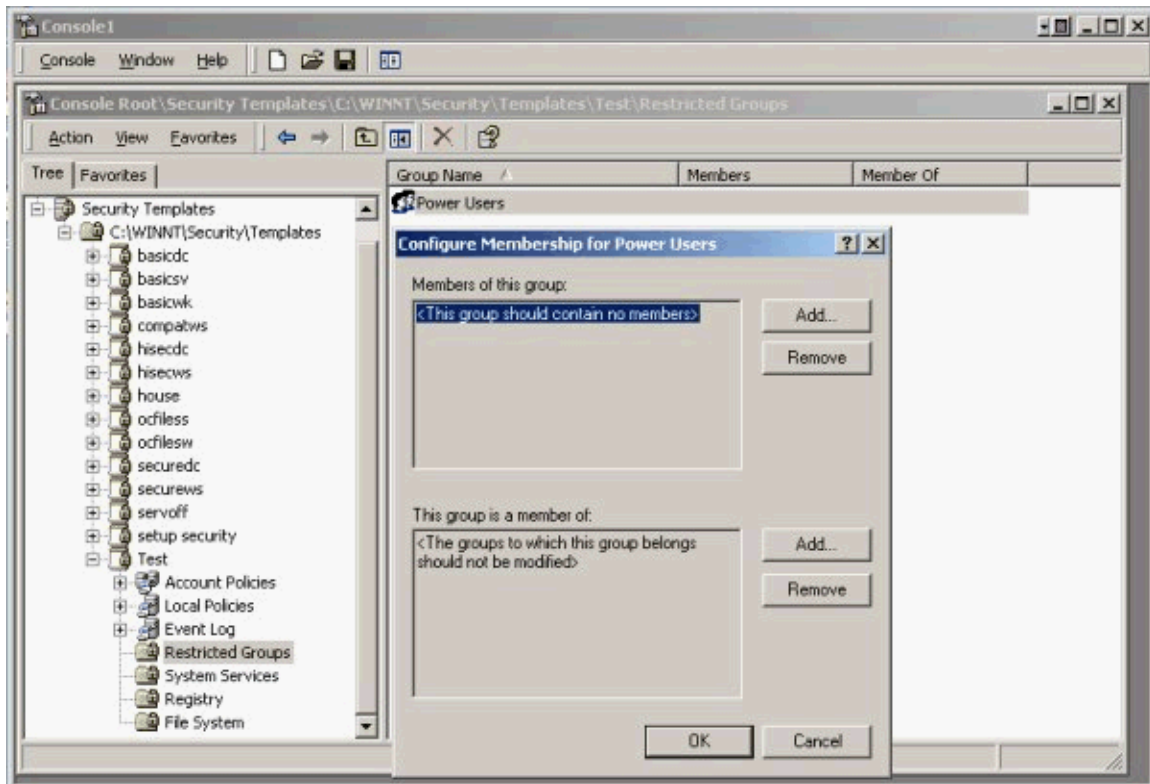 Console1
Console Window Help
Console Root\Security Templates\C:\WINNT\Security\Templates\Test\Restricted Groups
Action View Favorites
Tree Favorites
Group Name Members Member Of
Security Templates
C:\WINNT\Security\Templates
basicdc
basicsv
basicwk
compatws
hisecdc
hisecws
house
ocfiless
ocfilesw
securedc
securews
servoff
setup security
Test
Account Policies
Local Policies
Event Log
Restricted Groups
System Services
Registry
File System
Power Users
Configure Membership for Power Users
Members of this group:
<This group should contain no members>
Add...
Remove
This group is a member of:
<The groups to which this group belongs
should not be modified>
Add...
Remove
OK Cancel